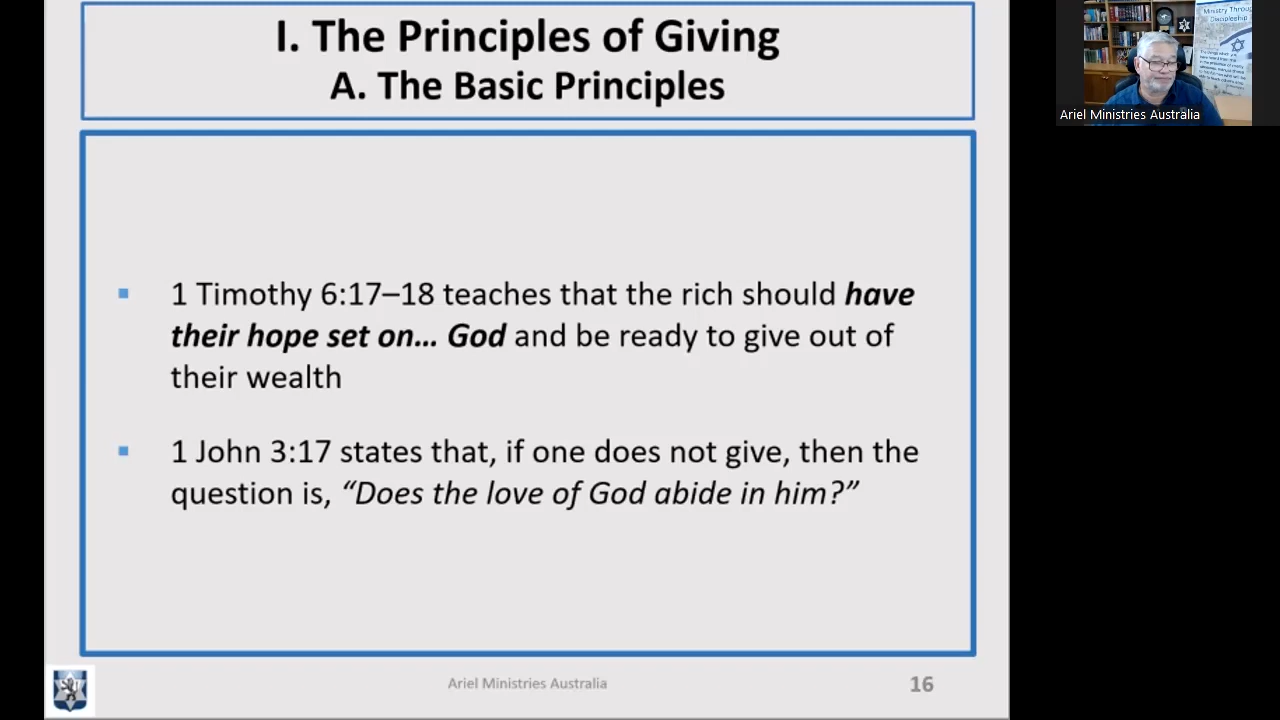 I. The Principles of Giving
A. The Basic Principles
▪ 1 Timothy 6:17–18 teaches that the rich should have
their hope set on... God and be ready to give out of
their wealth
▪ 1 John 3:17 states that, if one does not give, then the
question is, “Does the love of God abide in him?”
Ariel Ministries Australia
16
Ministry Through
Discipleship
Ariel Ministries Australia